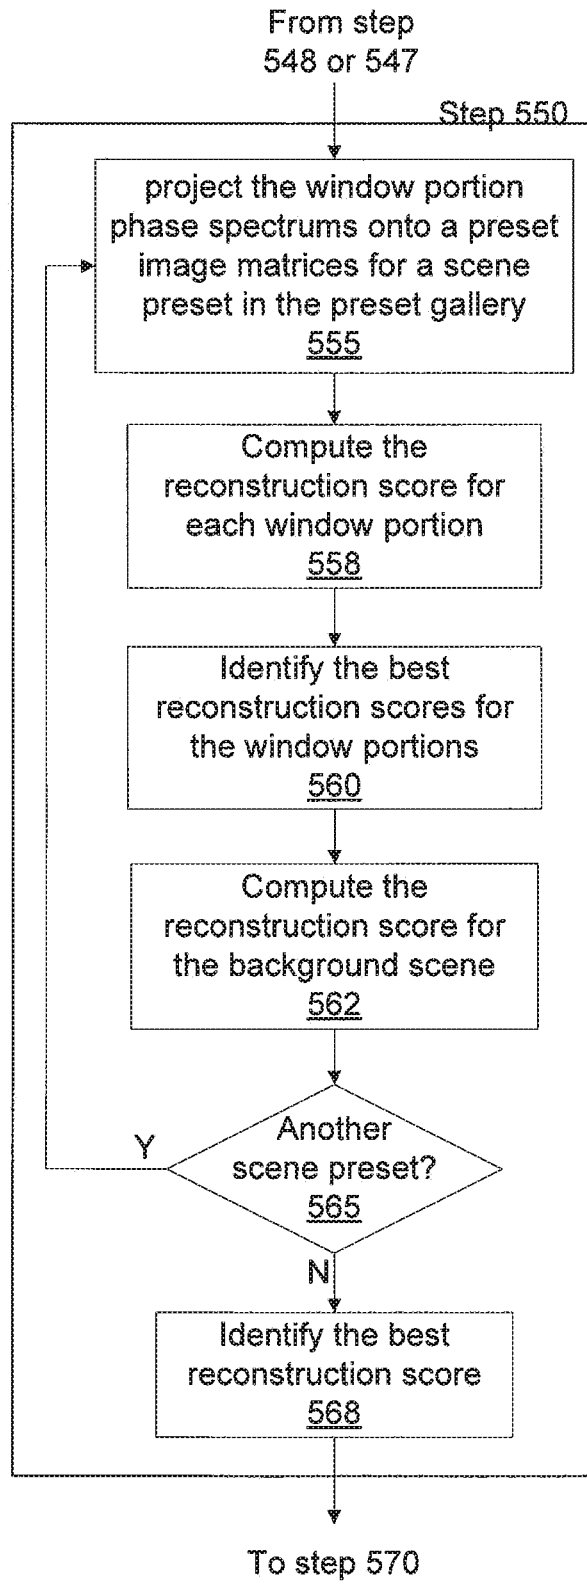 From step
548 or 547
Step 550
project the window portion
phase spectrums onto a preset
image matrices for a scene
preset in the preset gallery
555
Compute the
reconstruction score for
each window portion
558
Identify the best
reconstruction scores for
the window portions
560
Compute the
reconstruction score for
the background scene
562
Another
scene preset?
565
Y
N
Identify the best
reconstruction score
568
To step 570